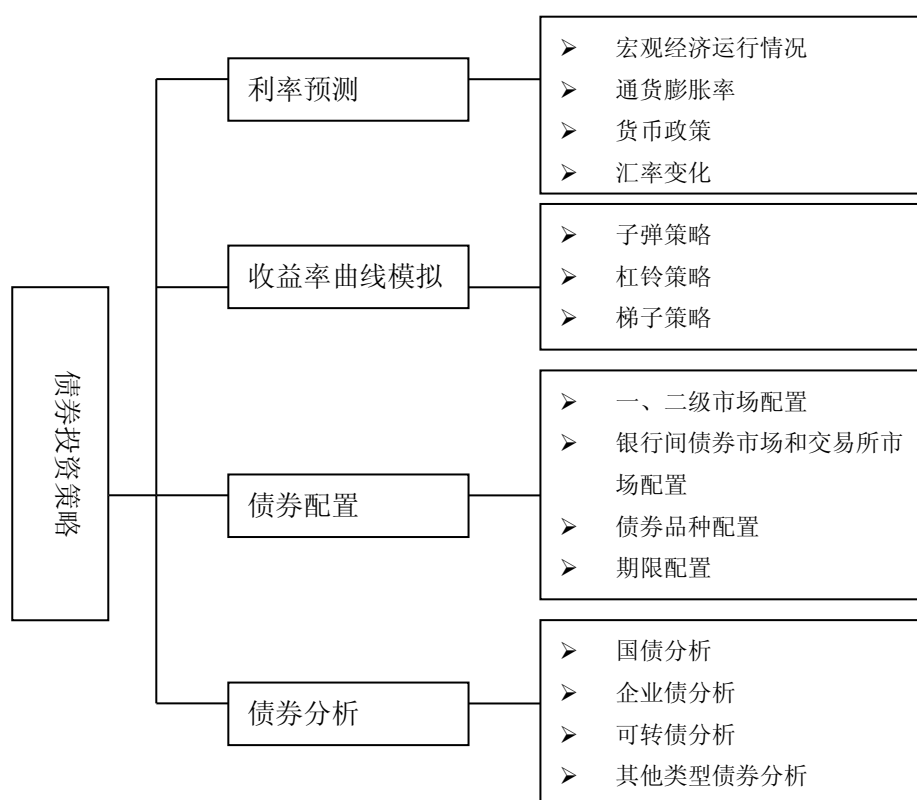 债券投资策略
利率预测
➢ 宏观经济运行情况
➢ 通货膨胀率
➢ 货币政策
➢ 汇率变化
收益率曲线模拟
➢ 子弹策略
➢ 杠铃策略
➢ 梯子策略
债券配置
➢ 一、二级市场配置
➢ 银行间债券市场和交易所市
场配置
➢ 债券品种配置
➢ 期限配置
债券分析
➢ 国债分析
➢ 企业债分析
➢ 可转债分析
➢ 其他类型债券分析